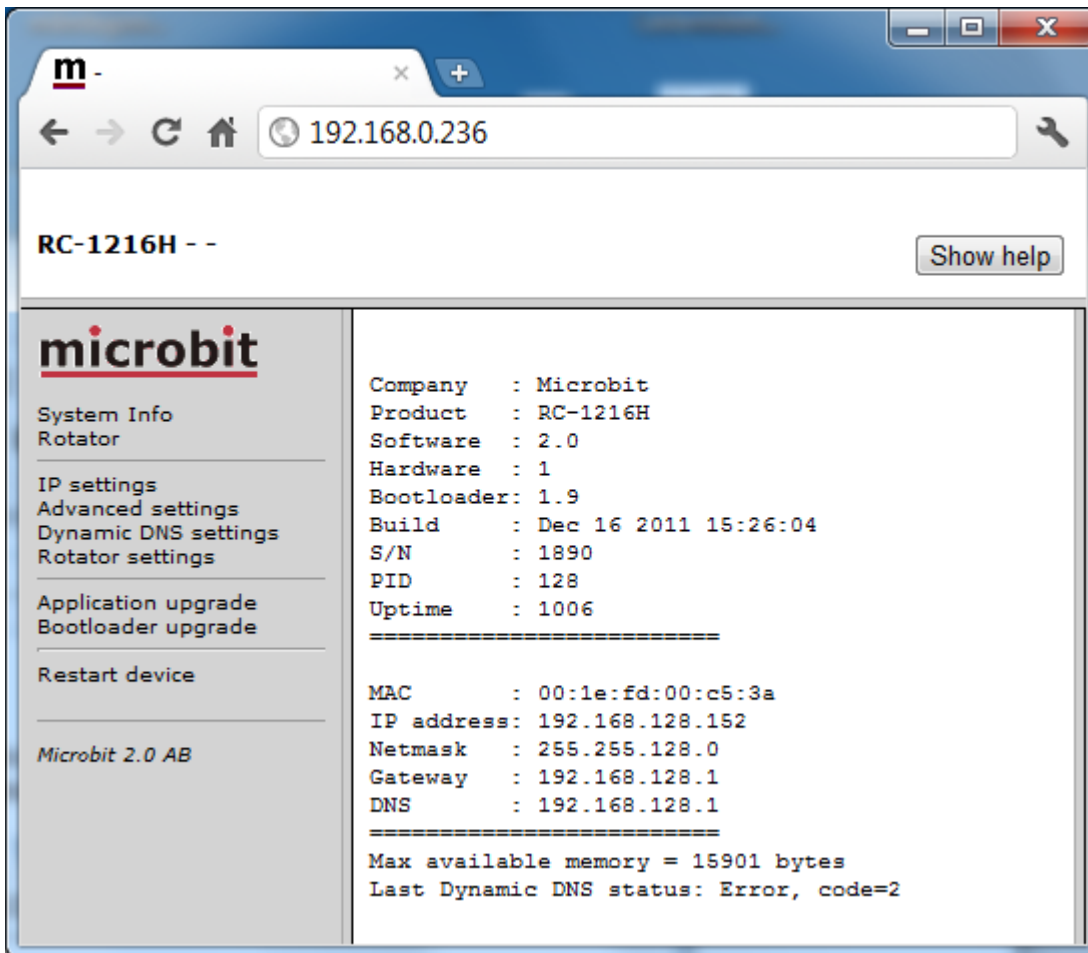 m -
192.168.0.236
RC-1216H - -
Show help
microbit
System Info
Rotator
IP settings
Advanced settings
Dynamic DNS settings
Rotator settings
Application upgrade
Bootloader upgrade
Restart device
Microbit 2.0 AB
Company   : Microbit
Product   : RC-1216H
Software  : 2.0
Hardware  : 1
Bootloader: 1.9
Build     : Dec 16 2011 15:26:04
S/N       : 1890
PID       : 128
Uptime    : 1006
=========================
MAC       : 00:1e:fd:00:c5:3a
IP address: 192.168.128.152
Netmask   : 255.255.128.0
Gateway   : 192.168.128.1
DNS       : 192.168.128.1
=========================
Max available memory = 15901 bytes
Last Dynamic DNS status: Error, code=2